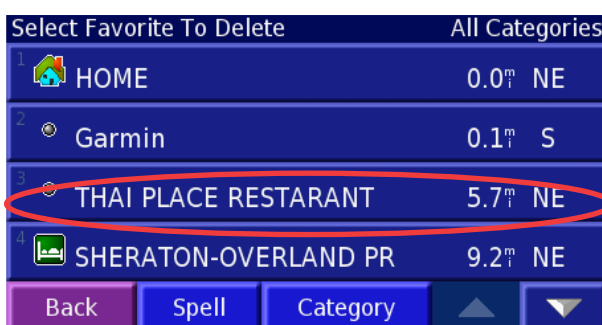 Select Favorite To Delete All Categories
1 HOME 0.0m NE
2 Garmin 0.1m S
3 THAI PLACE RESTARANT 5.7m NE
4 SHERATON-OVERLAND PR 9.2m NE
Back Spell Category